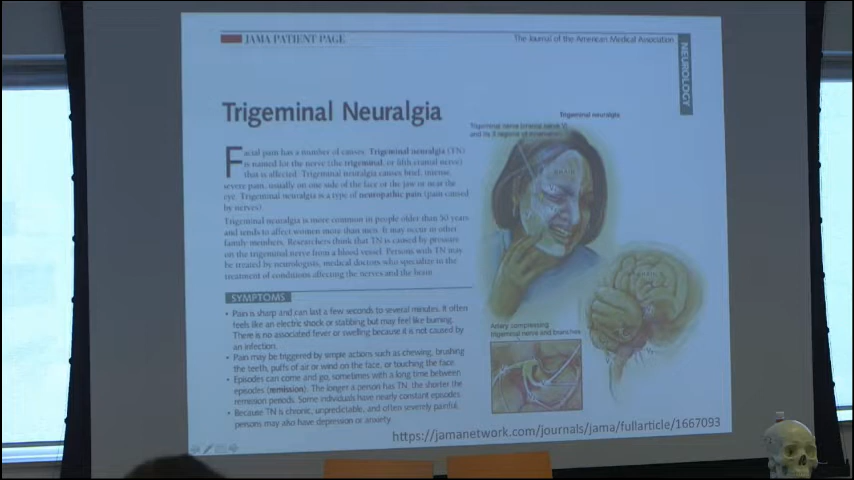 JAMA PATIENT PAGE
The Journal of the American Medical Association
NEUROLOGY
Trigeminal Neuralgia
Facial pain has a number of causes. Trigeminal neuralgia (TN)
is named for the nerve (the trigeminal, or fifth cranial nerve)
that is affected. Trigeminal neuralgia causes brief, intense,
severe pain, usually on one side of the face or the jaw or near the
eye. Trigeminal neuralgia is a type of neuropathic pain (pain caused
by nerves).
Trigeminal neuralgia is more common in people older than 50 years
and tends to affect women more than men. It may occur in other
family members. Researchers think that TN is caused by pressure
on the trigeminal nerve from a blood vessel. Persons with TN may
be treated by neurologists, medical doctors who specialize in the
treatment of conditions affecting the nerves and the brain.
SYMPTOMS
• Pain is sharp and can last a few seconds to several minutes. It often
feels like an electric shock or stabbing but may feel like burning.
There is no associated fever or swelling because it is not caused by
an infection.
• Pain may be triggered by simple actions such as chewing, brushing
the teeth, puffs of air or wind on the face, or touching the face.
• Episodes can come and go, sometimes with a long time between
episodes (remission). The longer a person has TN, the shorter the
remission periods. Some individuals have nearly constant episodes
• Because TN is chronic, unpredictable, and often severely painful,
persons may also have depression or anxiety.
Trigeminal neuralgia
Trigeminal nerve (cranial nerve V)
and its 3 regions of innervation
BRAIN
BRAIN
Artery compressing
trigeminal nerve and branches
https://jamanetwork.com/journals/jama/fullarticle/1667093